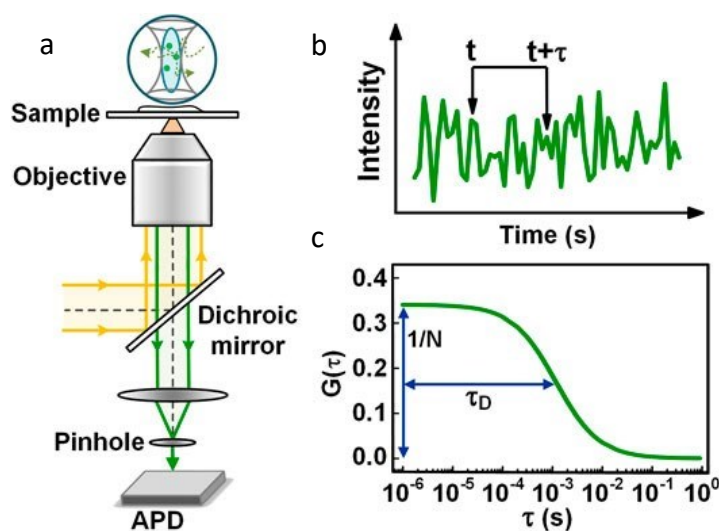 a
Sample
Objective
Dichroic
mirror
Pinhole
APD
b
t
t+τ
Intensity
Time (s)
c
0.4
0.3
0.2
0.1
0.0
G(τ)
1/N
τD
10⁻⁶ 10⁻⁵ 10⁻⁴ 10⁻³ 10⁻² 10⁻¹ 10⁰
τ (s)